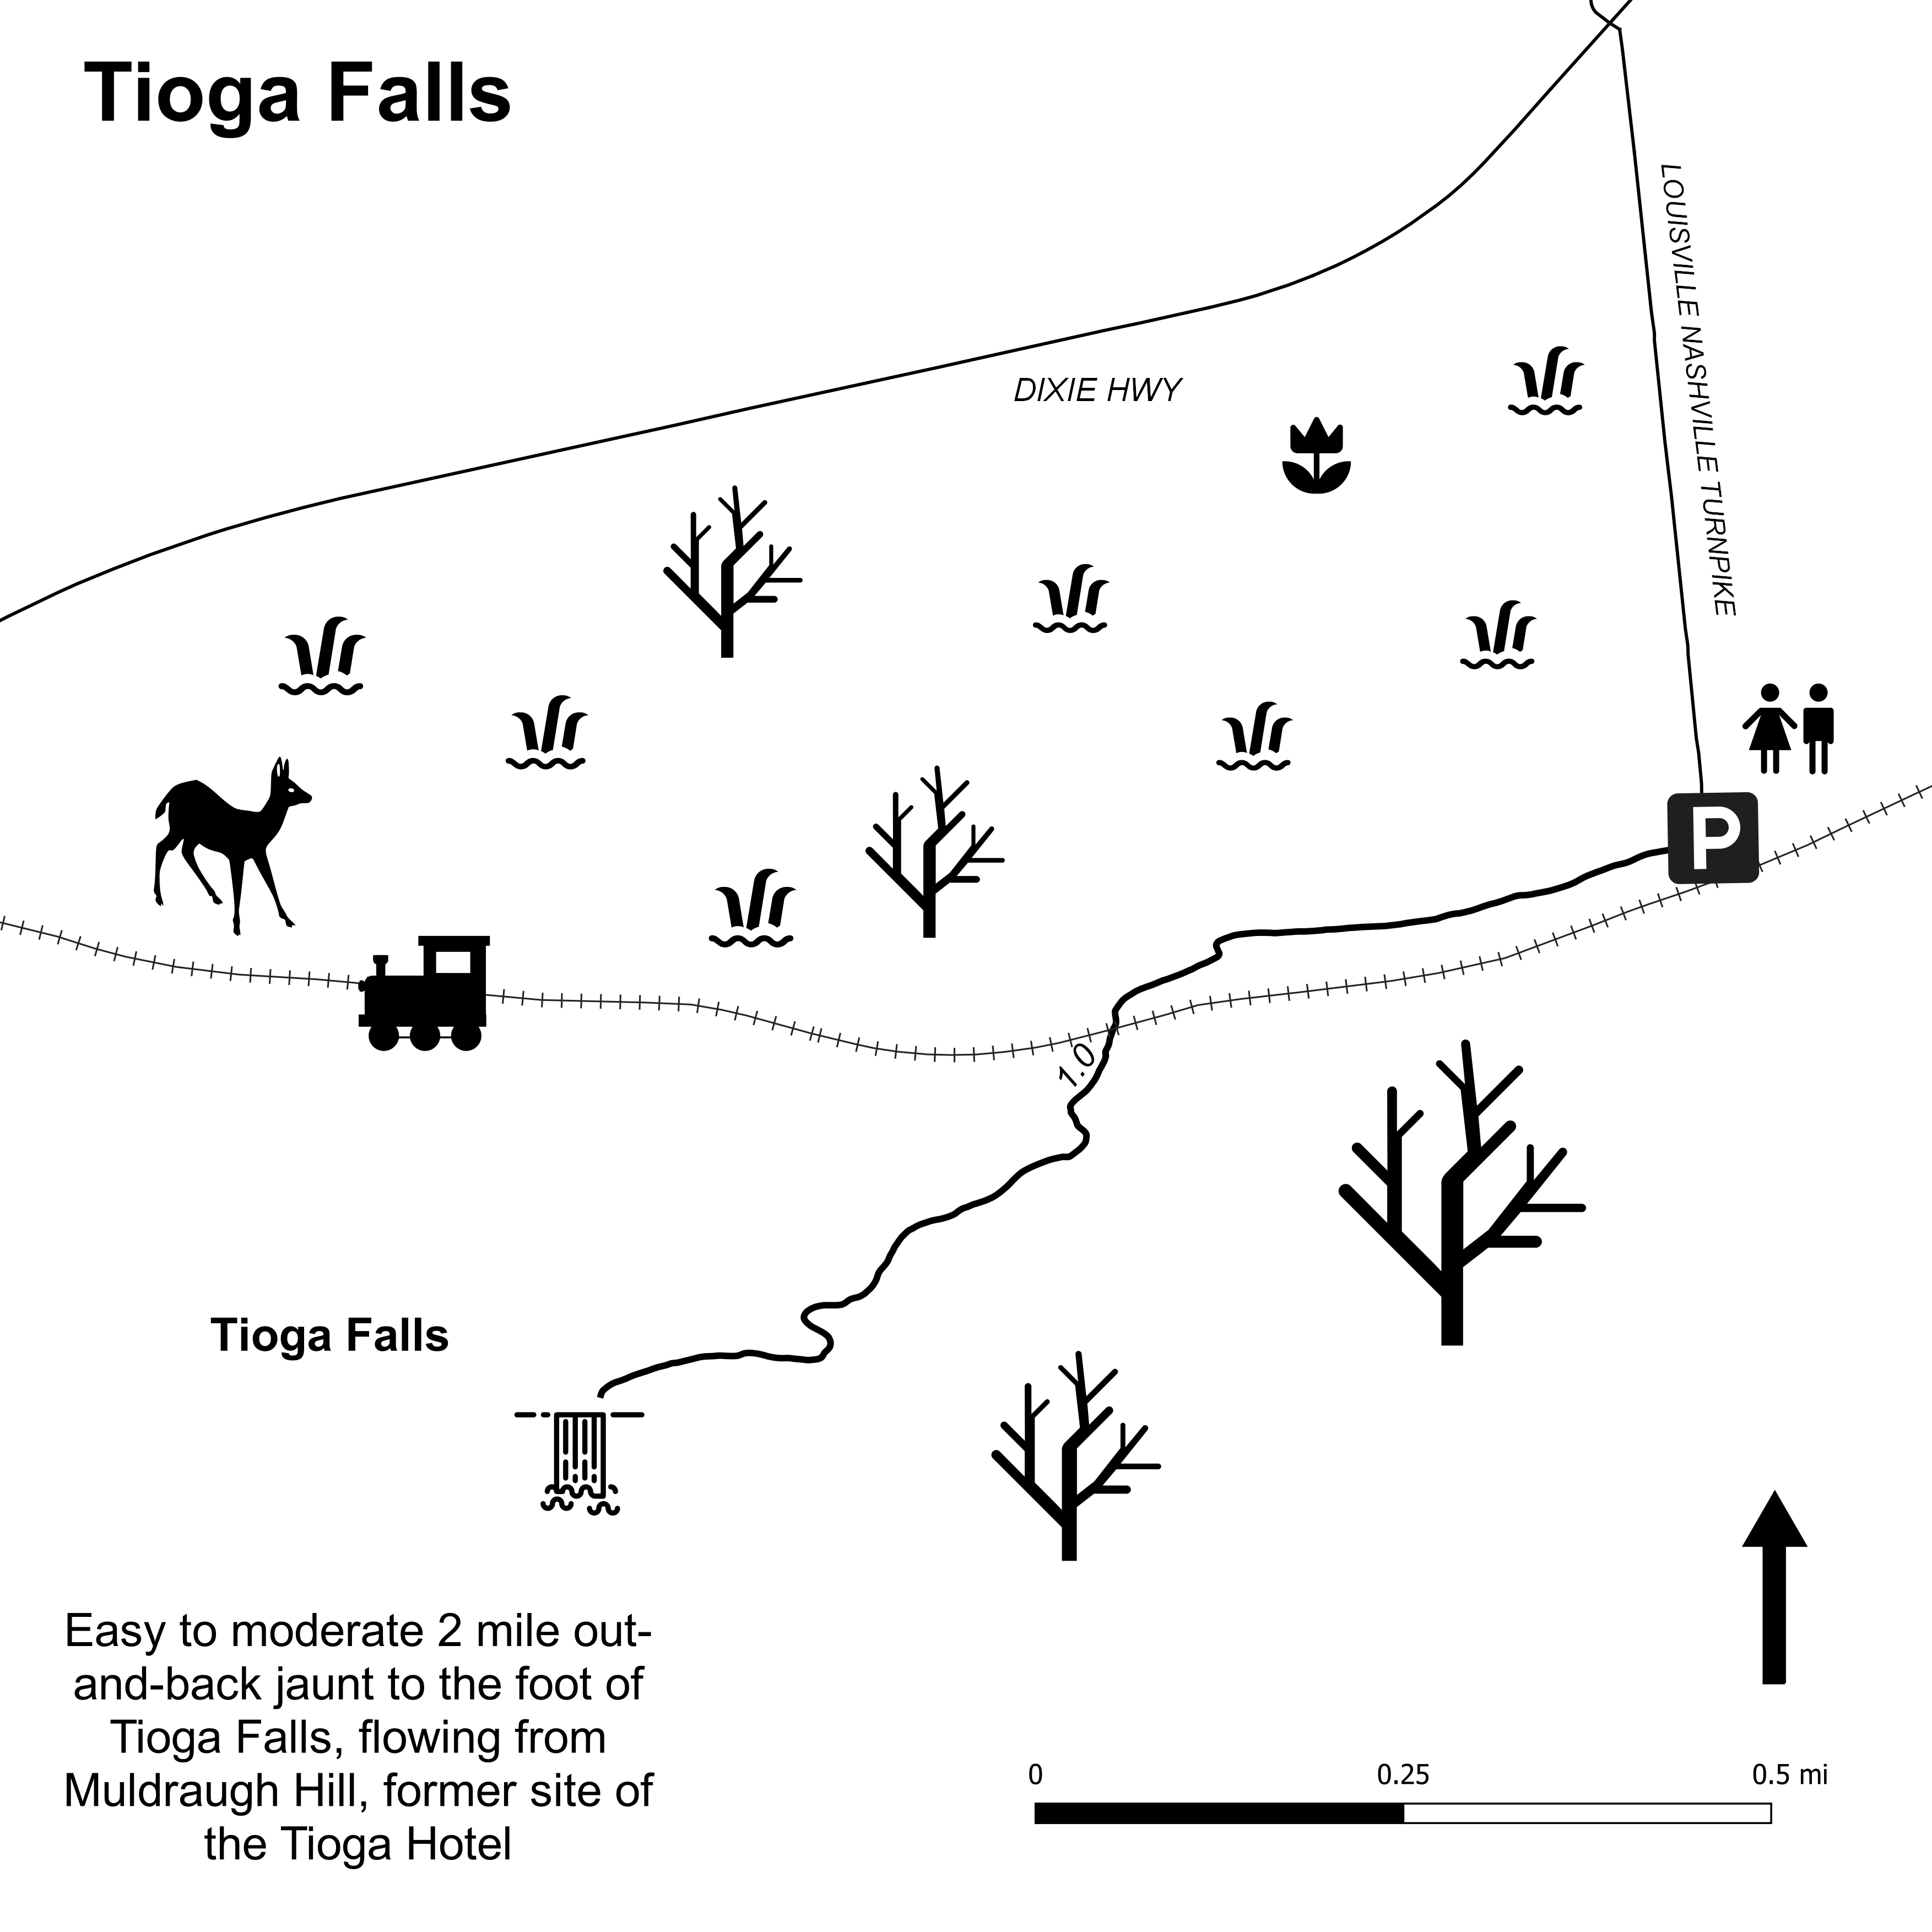 Tioga Falls
LOUISVILLE NASHVILLE TURNPIKE
DIXIE HWY
P
1.0
Tioga Falls
Easy to moderate 2 mile out-
and-back jaunt to the foot of
Tioga Falls, flowing from
Muldraugh Hill, former site of
the Tioga Hotel
0 0.25 0.5 mi